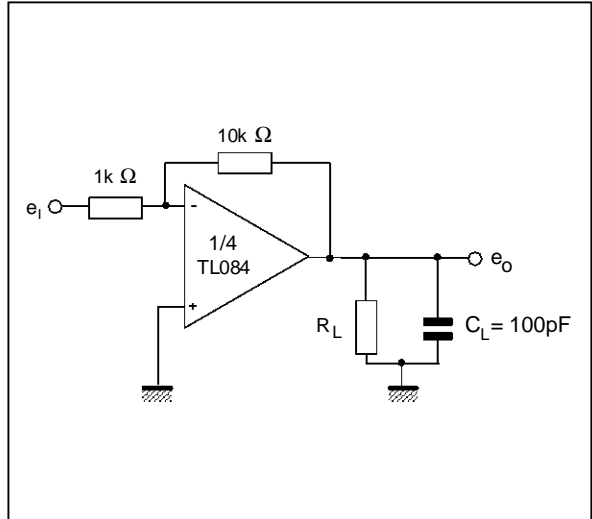 10k Ω
1k Ω
e_I
-
1/4
TL084
+
e_O
R_L
C_L = 100pF